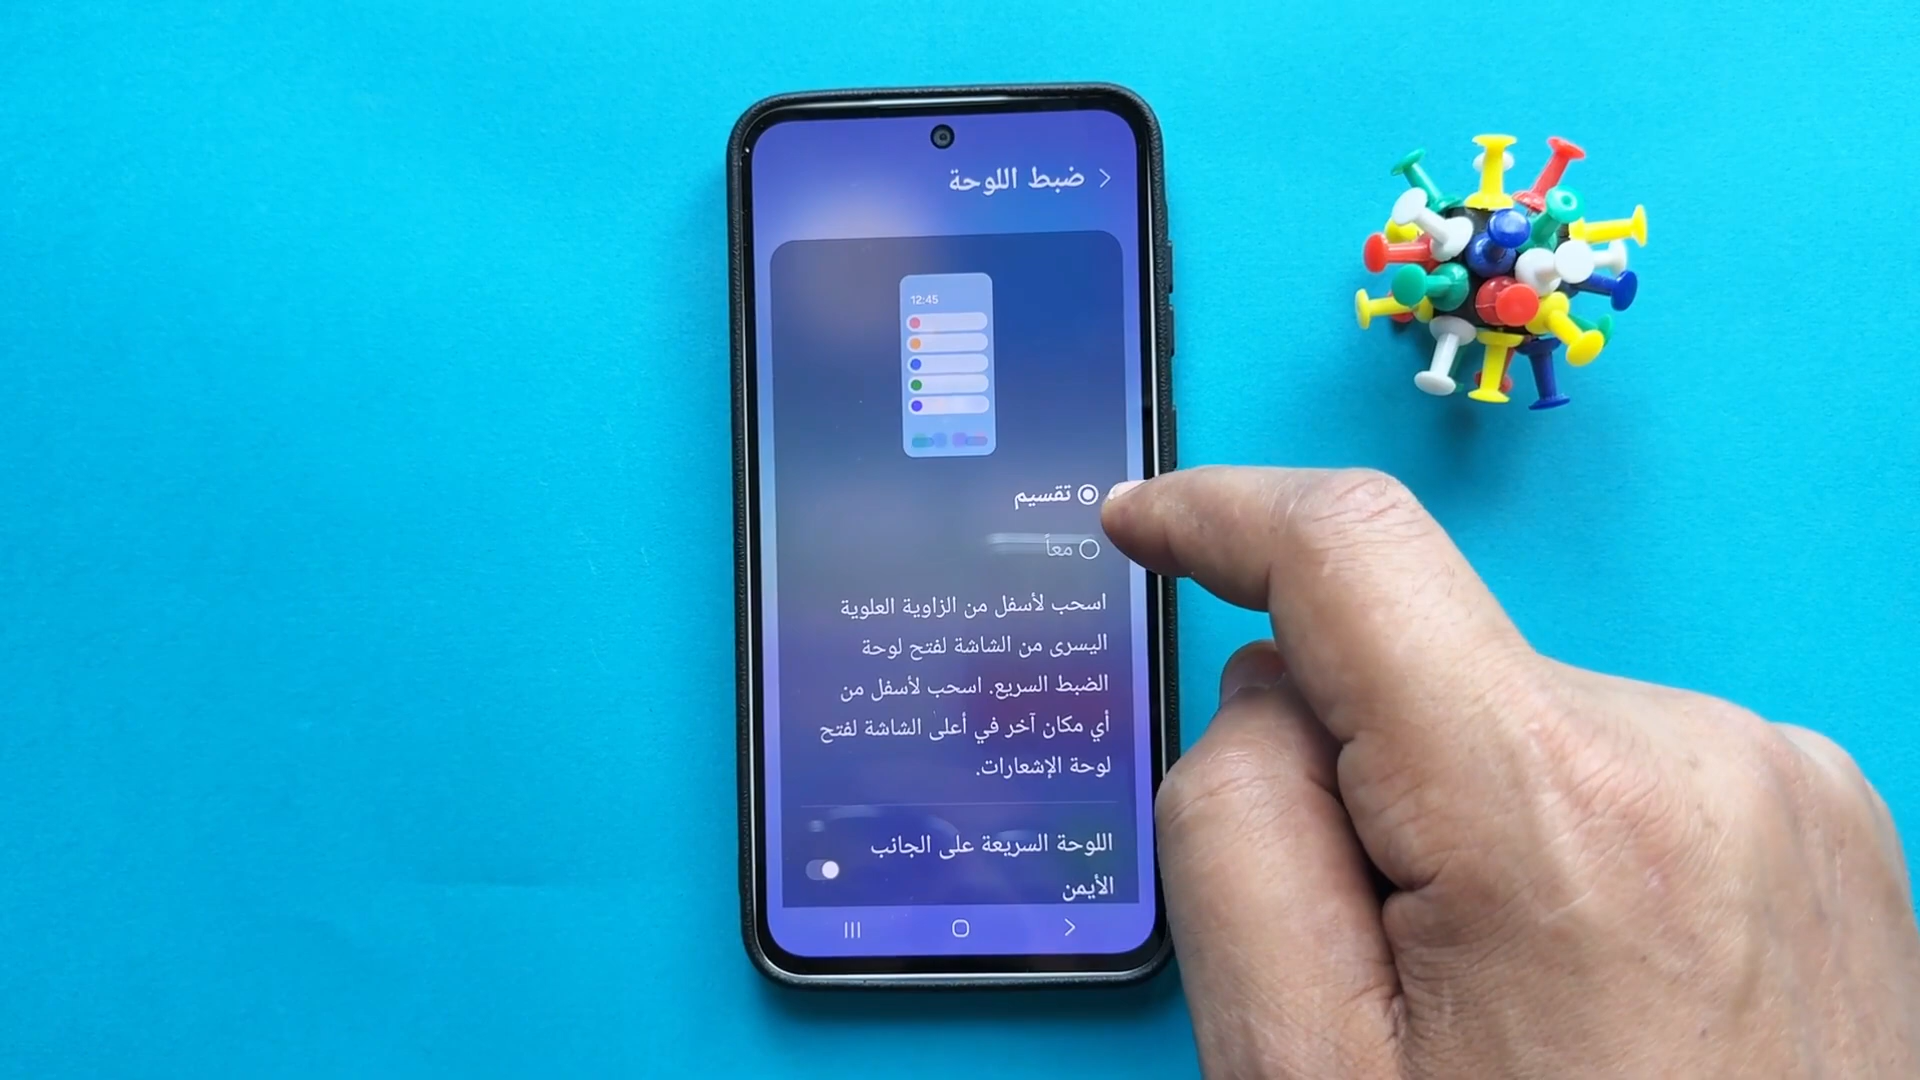 ضبط اللوحة
12:45
تقسيم
معاً
اسحب لأسفل من الزاوية العلوية
اليسرى من الشاشة لفتح لوحة
الضبط السريع. اسحب لأسفل من
أي مكان آخر في أعلى الشاشة لفتح
لوحة الإشعارات.
اللوحة السريعة على الجانب
الأيمن